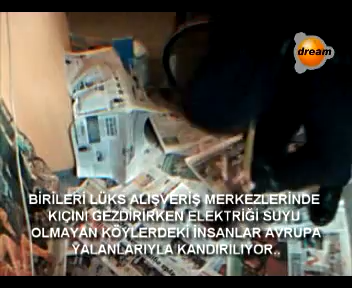 dream
BİRİLERİ LÜKS ALIŞVERİŞ MERKEZLERİNDE
KIÇINI GEZDİRİRKEN ELEKTRİĞİ SUYU
OLMAYAN KÖYLERDEKİ İNSANLAR AVRUPA
YALANLARIYLA KANDIRILIYOR..